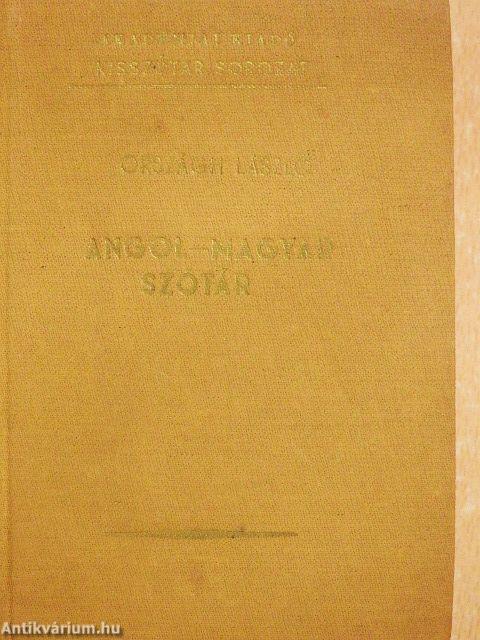 AKADÉMIAI KIADÓ
KISSZÓTÁR SOROZAT
ORSZÁGH LÁSZLÓ
ANGOL-MAGYAR
SZÓTÁR
Antikvárium.hu